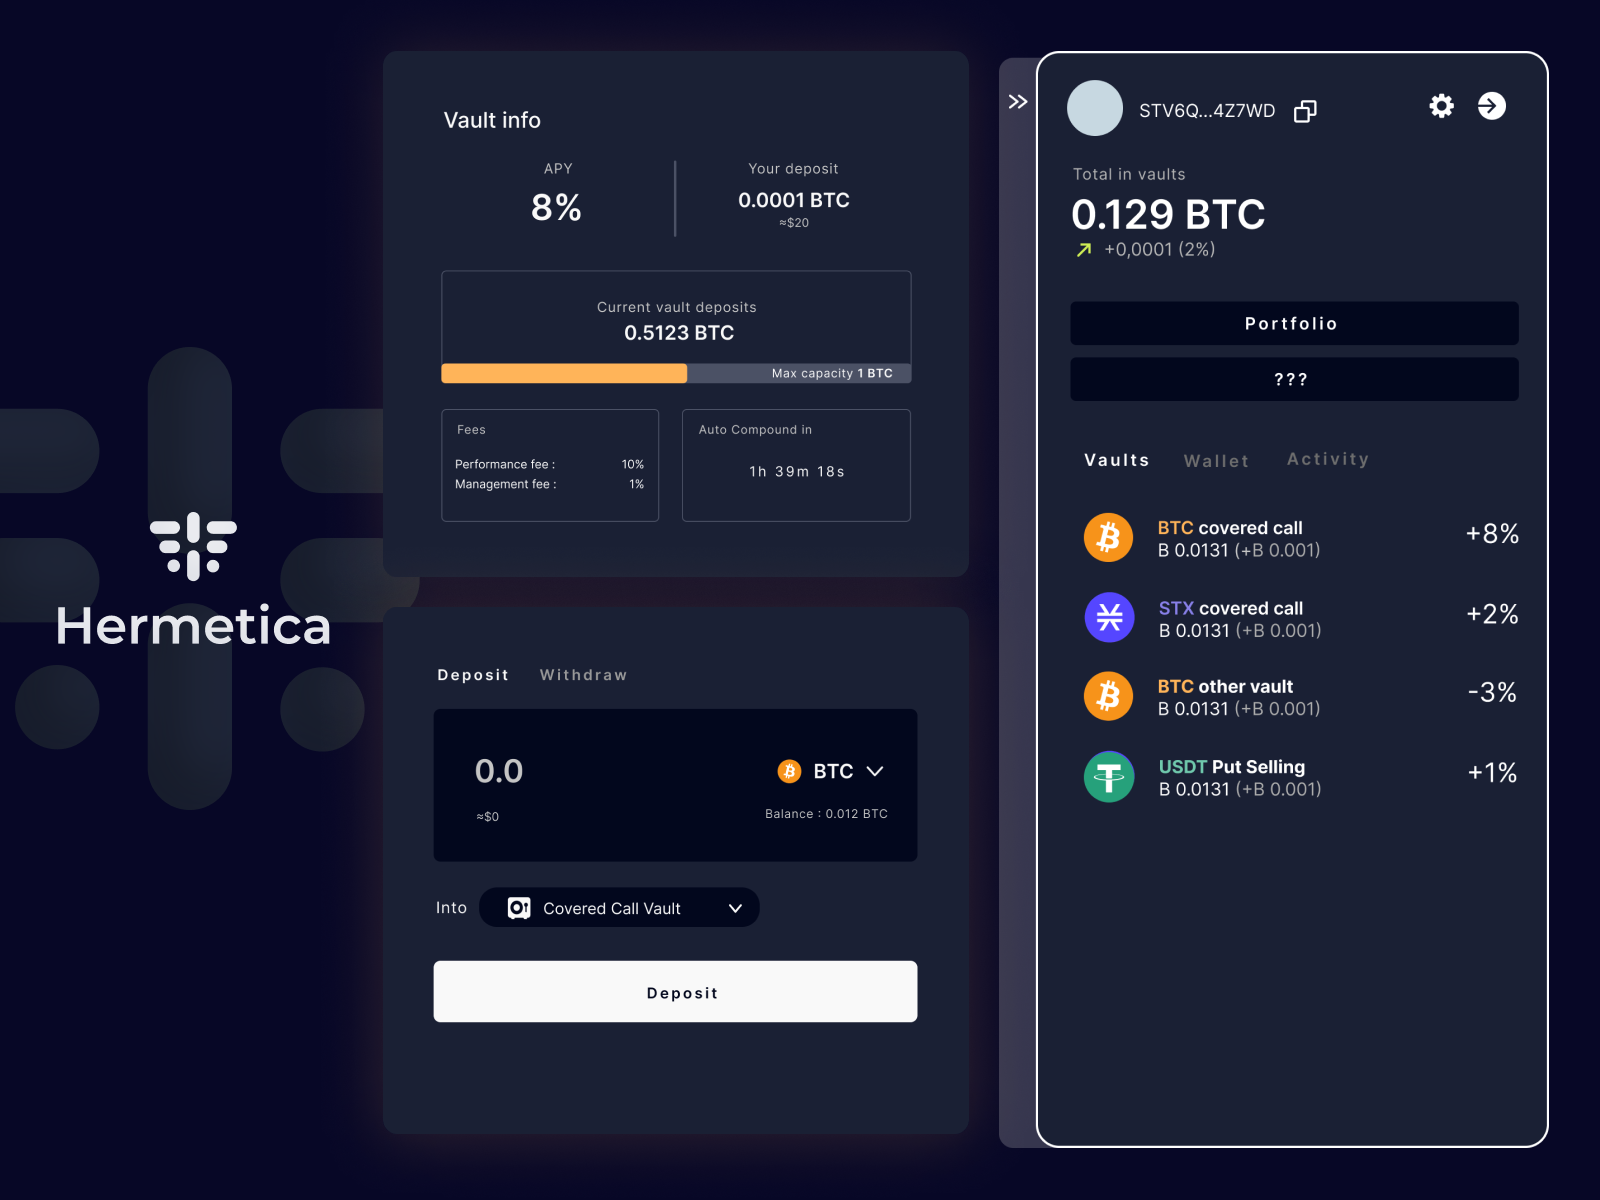 Hermetica
Vault info
APY
8%
Your deposit
0.0001 BTC
≈$20
Current vault deposits
0.5123 BTC
Max capacity 1 BTC
Fees
Performance fee : 10%
Management fee : 1%
Auto Compound in
1h 39m 18s
Deposit Withdraw
0.0 BTC
≈$0 Balance : 0.012 BTC
Into Covered Call Vault
Deposit
STV6Q...4Z7WD
Total in vaults
0.129 BTC
+0,0001 (2%)
Portfolio
???
Vaults Wallet Activity
BTC covered call +8%
B 0.0131 (+B 0.001)
STX covered call +2%
B 0.0131 (+B 0.001)
BTC other vault -3%
B 0.0131 (+B 0.001)
USDT Put Selling +1%
B 0.0131 (+B 0.001)